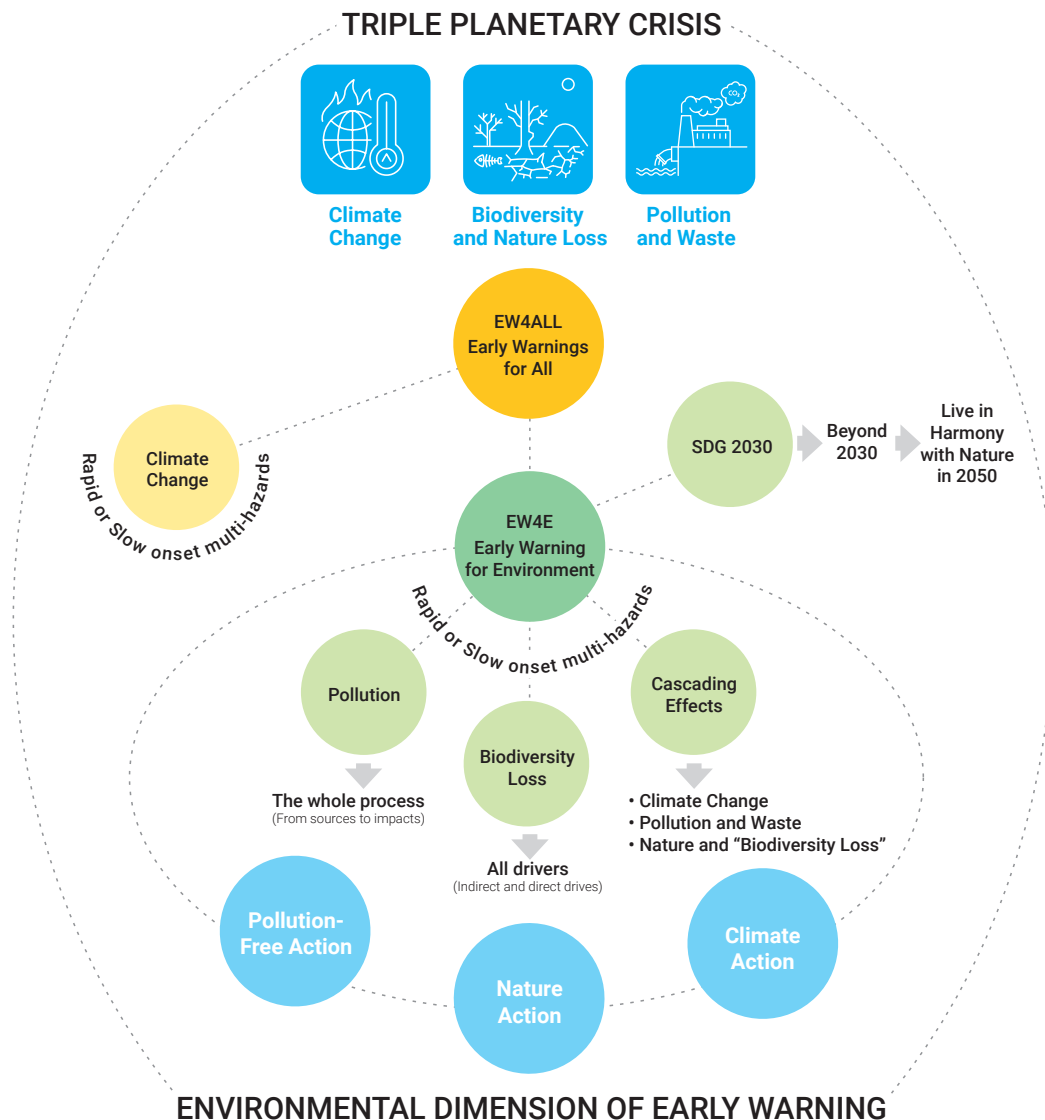 TRIPLE PLANETARY CRISIS
CO₂
Climate
Change
Biodiversity
and Nature Loss
Pollution
and Waste
EW4ALL
Early Warnings
for All
Climate
Change
Rapid or Slow onset multi-hazards
SDG 2030
Beyond
2030
Live in
Harmony
with Nature
in 2050
EW4E
Early Warning
for Environment
Rapid or Slow onset multi-hazards
Pollution
The whole process
(From sources to impacts)
Biodiversity
Loss
All drivers
(Indirect and direct drives)
Cascading
Effects
• Climate Change
• Pollution and Waste
• Nature and “Biodiversity Loss”
Pollution-
Free Action
Nature
Action
Climate
Action
ENVIRONMENTAL DIMENSION OF EARLY WARNING